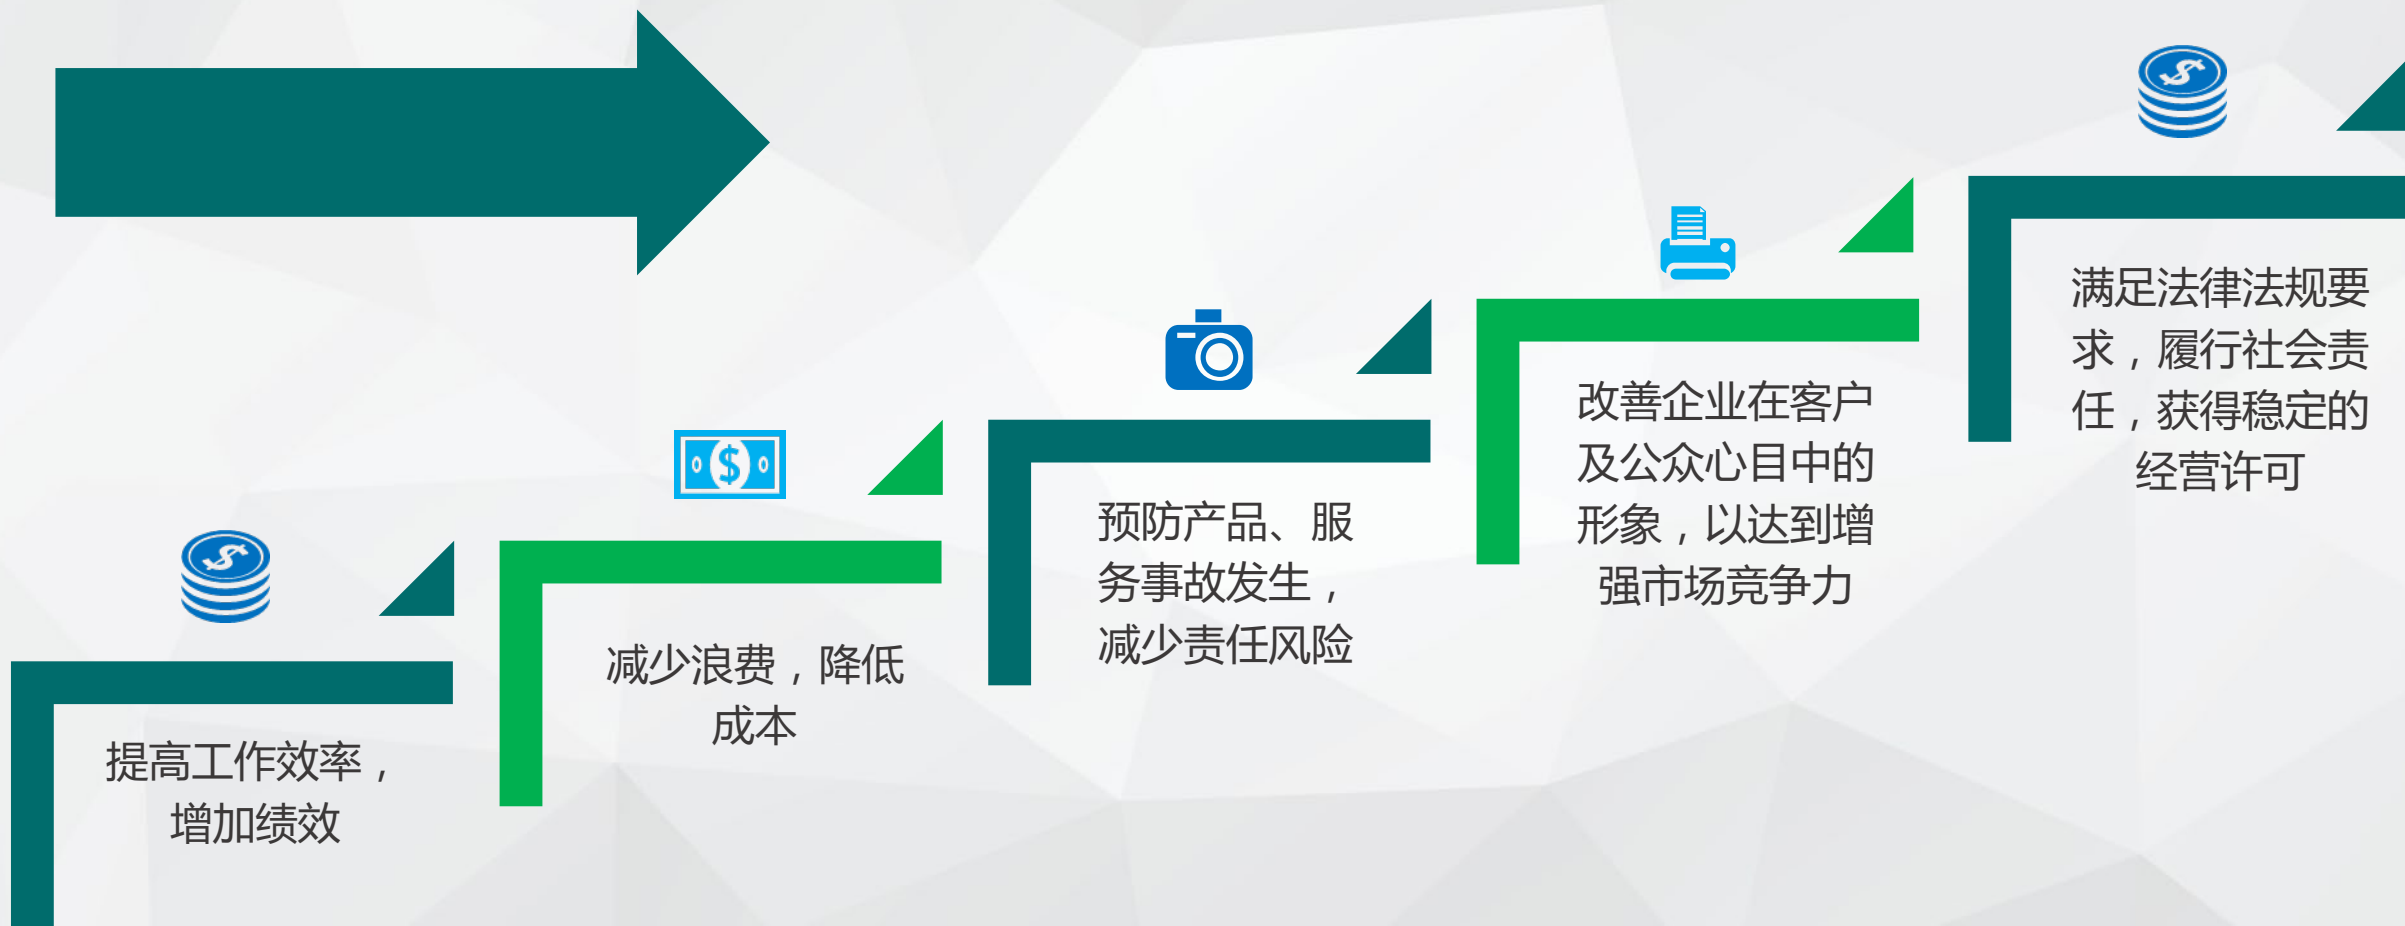 提高工作效率，
增加绩效
减少浪费，降低
成本
预防产品、服
务事故发生，
减少责任风险
改善企业在客户
及公众心目中的
形象，以达到增
强市场竞争力
满足法律法规要
求，履行社会责
任，获得稳定的
经营许可